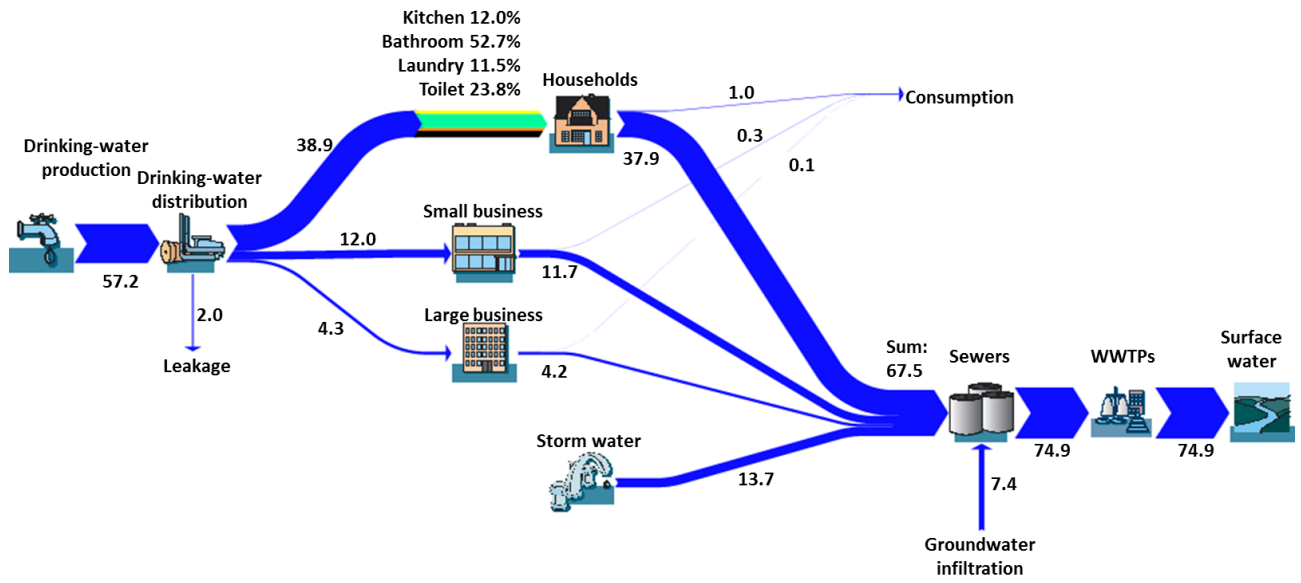 Kitchen 12.0%
Bathroom 52.7%
Laundry 11.5%
Toilet 23.8%
Households
1.0
Consumption
0.3
0.1
38.9
37.9
Drinking-water
production
Drinking-water
distribution
57.2
2.0
Leakage
Small business
12.0
11.7
Large business
4.3
4.2
Storm water
13.7
Sum:
67.5
Sewers
WWTPs
Surface
water
74.9
74.9
7.4
Groundwater
infiltration